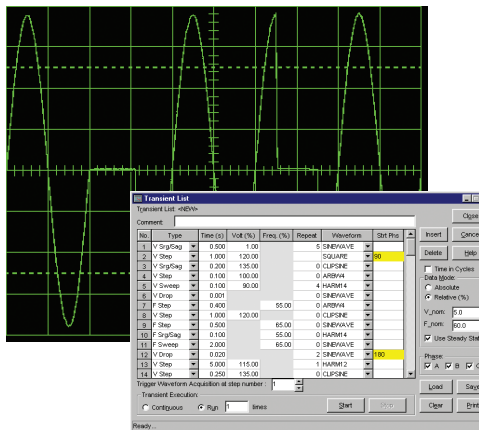 Transient List
Transient List: <NEW>
Comment:
No. Type Time (s) Volt (%) Freq. (%) Repeat Waveform Strt Phs
1 V Srg/Sag 0.500 1.00 5 SINEWAVE
2 V Step 1.000 120.00 SQUARE 90
3 V Srg/Sag 0.200 135.00 0 CLIPSINE
4 V Step 0.100 100.00 0 ARBW4
5 V Sweep 0.100 90.00 4 HARM14
6 V Drop 0.001 0 SINEWAVE
7 F Step 0.400 55.00 0 ARBW4
8 V Step 1.000 120.00 0 CLIPSINE
9 F Step 0.500 65.00 0 SINEWAVE
10 F Srg/Sag 0.100 55.00 0 HARM14
11 F Sweep 2.000 65.00 0 SINEWAVE
12 V Drop 0.020 2 SINEWAVE 180
13 V Step 5.000 115.00 1 HARM12
14 V Step 0.250 135.00 0 CLIPSINE
Trigger Waveform Acquisition at step number : 1
Transient Execution:
Continuous Run 1 times
Start Stop
Close
Insert Cance
Delete Help
Time in Cycles
Data Mode:
Absolute
Relative (%)
V_nom: 5.0
F_nom: 60.0
Use Steady Stat
Phase:
A B C
Load Save
Clear Print
Ready...